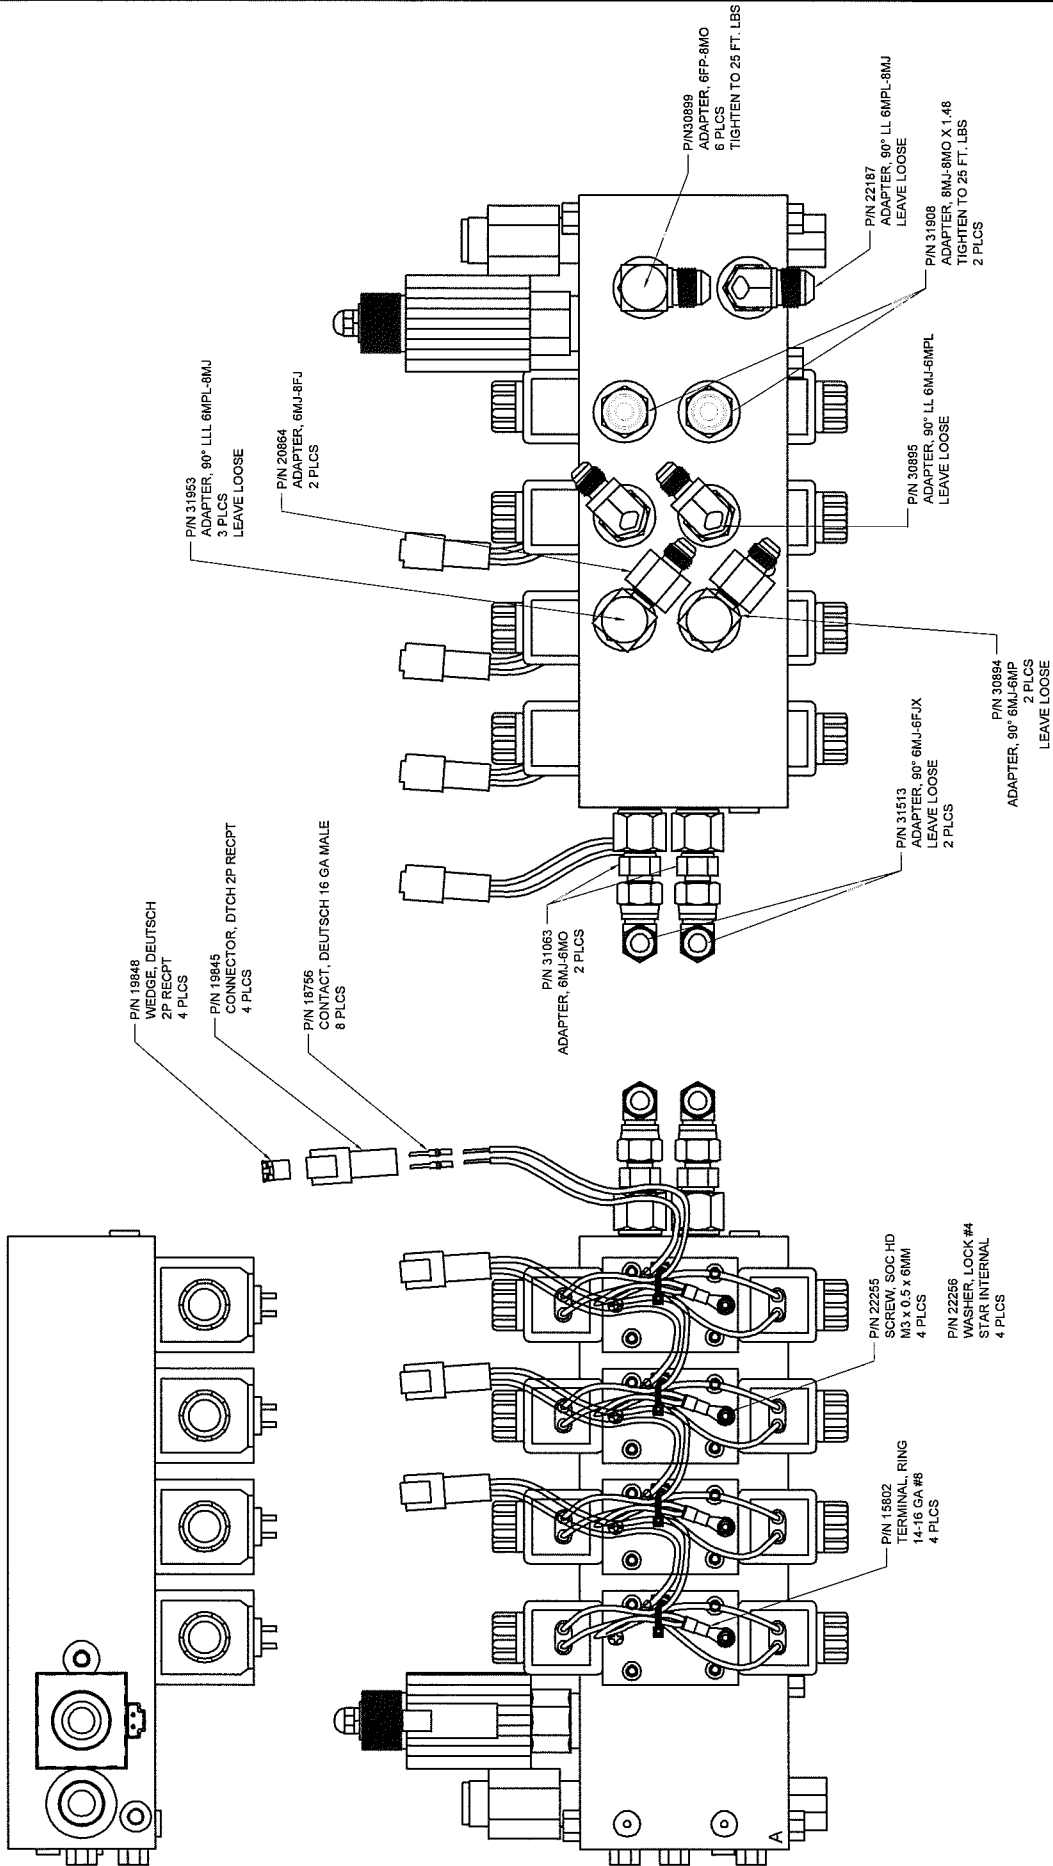 P/N 19848
WEDGE, DEUTSCH
2P RECPT
4 PLCS
P/N 19845
CONNECTOR, DTCH 2P RECPT
4 PLCS
P/N 18756
CONTACT, DEUTSCH 16 GA MALE
8 PLCS
P/N 31953
ADAPTER, 90° LLL 6MPL-8MJ
3 PLCS
LEAVE LOOSE
P/N 20864
ADAPTER, 6MJ-8FJ
2 PLCS
P/N30899
ADAPTER, 6FP-8MO
6 PLCS
TIGHTEN TO 25 FT. LBS
P/N 22187
ADAPTER, 90° LL 6MPL-8MJ
LEAVE LOOSE
P/N 31908
ADAPTER, 8MJ-8MO X 1.48
TIGHTEN TO 25 FT. LBS
2 PLCS
P/N 30895
ADAPTER, 90° LL 6MJ-6MPL
LEAVE LOOSE
P/N 30894
ADAPTER, 90° 6MJ-6MP
2 PLCS
LEAVE LOOSE
P/N 31513
ADAPTER, 90° 6MJ-6FJX
LEAVE LOOSE
2 PLCS
P/N 31063
ADAPTER, 6MJ-6MO
2 PLCS
P/N 22255
SCREW, SOC HD
M3 x 0.5 x 6MM
4 PLCS
P/N 22256
WASHER, LOCK #4
STAR INTERNAL
4 PLCS
P/N 15802
TERMINAL, RING
14-16 GA #8
4 PLCS
A